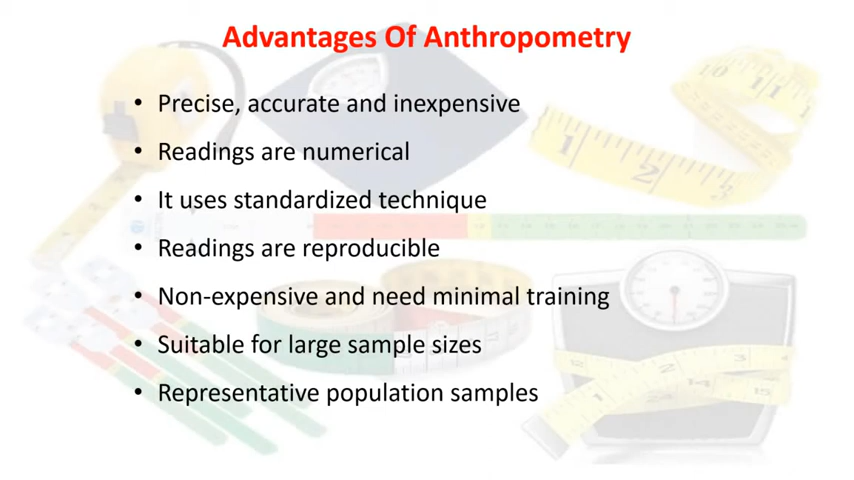 Advantages Of Anthropometry
• Precise, accurate and inexpensive
• Readings are numerical
• It uses standardized technique
• Readings are reproducible
• Non-expensive and need minimal training
• Suitable for large sample sizes
• Representative population samples